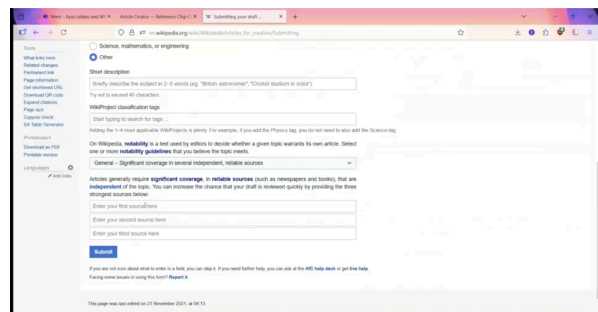 Meet - Ilyas Lebleu and Wi
Article Creator — Reference Chip C
Submitting your draft
en.wikipedia.org/wiki/Wikipedia:Articles_for_creation/Submitting
Tools
What links here
Related changes
Permanent link
Page information
Get shortened URL
Download QR code
Expand citations
Page size
Copyvio check
SA Table Generator
Print/export
Download as PDF
Printable version
Languages
Add links
Science, mathematics, or engineering
Other
Short description
Briefly describe the subject in 2–5 words (eg. "British astronomer", "Cricket stadium in India")
Try not to exceed 40 characters
WikiProject classification tags
Start typing to search for tags ...
Adding the 1–4 most applicable WikiProjects is plenty. For example, if you add the Physics tag, you do not need to also add the Science tag.
On Wikipedia, notability is a test used by editors to decide whether a given topic warrants its own article. Select
one or more notability guidelines that you believe the topic meets.
General – Significant coverage in several independent, reliable sources
Articles generally require significant coverage, in reliable sources (such as newspapers and books), that are
independent of the topic. You can increase the chance that your draft is reviewed quickly by providing the three
strongest sources below:
Enter your first source here
Enter your second source here
Enter your third source here
Submit
If you are not sure about what to enter in a field, you can skip it. If you need further help, you can ask at the AfC help desk or get live help.
Facing some issues in using this form? Report it.
This page was last edited on 21 November 2021, at 04:13